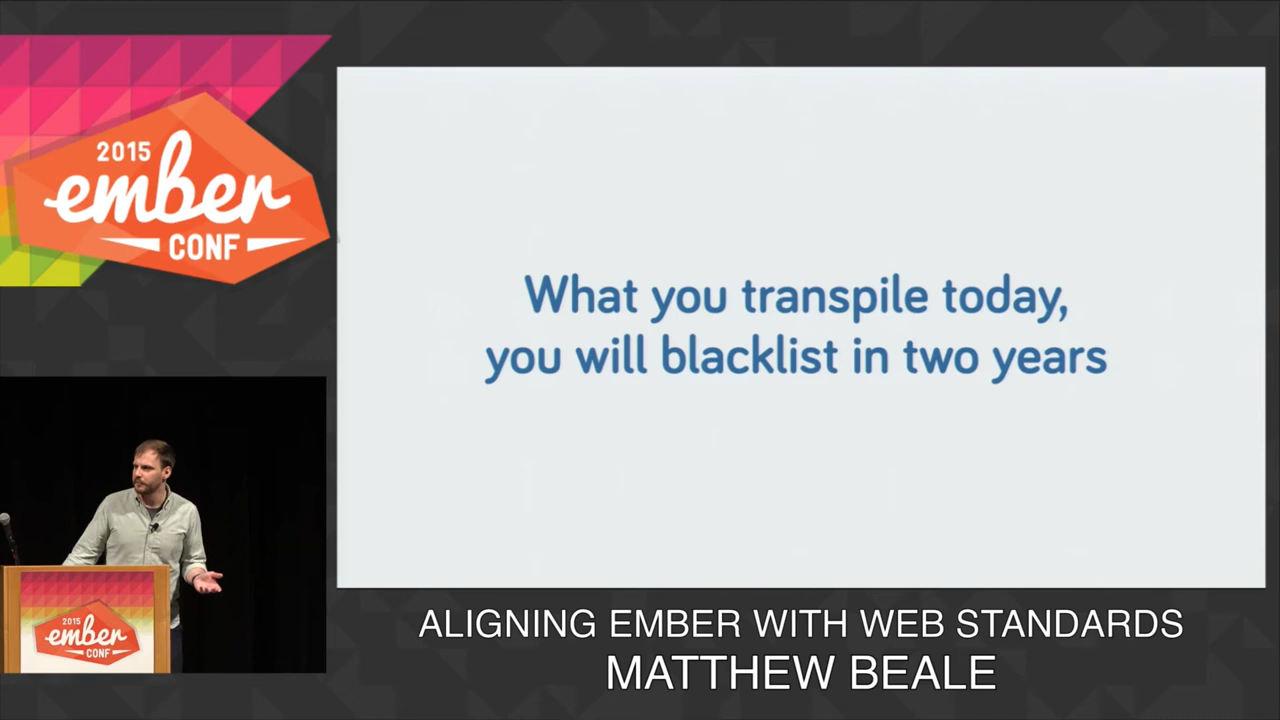 2015
ember
CONF
What you transpile today,
you will blacklist in two years
2015
ember
CONF
ALIGNING EMBER WITH WEB STANDARDS
MATTHEW BEALE